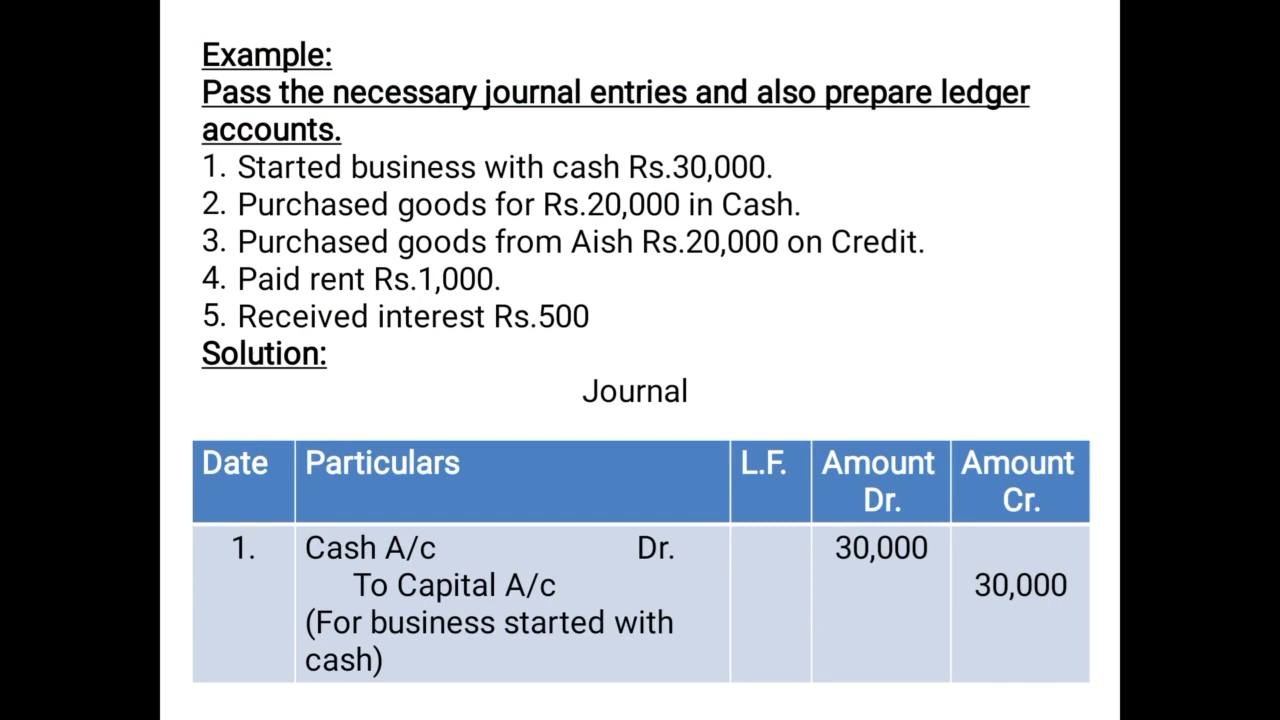 Example:
Pass the necessary journal entries and also prepare ledger
accounts.
1. Started business with cash Rs.30,000.
2. Purchased goods for Rs.20,000 in Cash.
3. Purchased goods from Aish Rs.20,000 on Credit.
4. Paid rent Rs.1,000.
5. Received interest Rs.500
Solution:
Journal
Date Particulars L.F. Amount Dr. Amount Cr.
1. Cash A/c Dr. 30,000
To Capital A/c 30,000
(For business started with
cash)